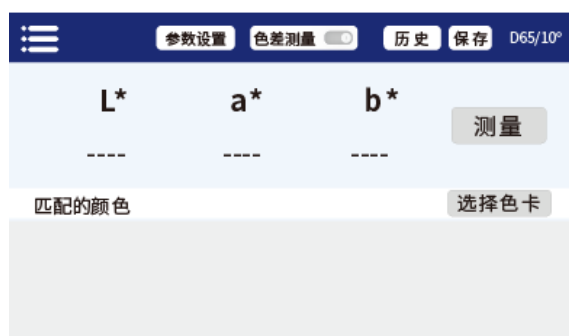 参数设置 色差测量 历史 保存 D65/10°
L* a* b*
测量
---- ---- ----
匹配的颜色 选择色卡